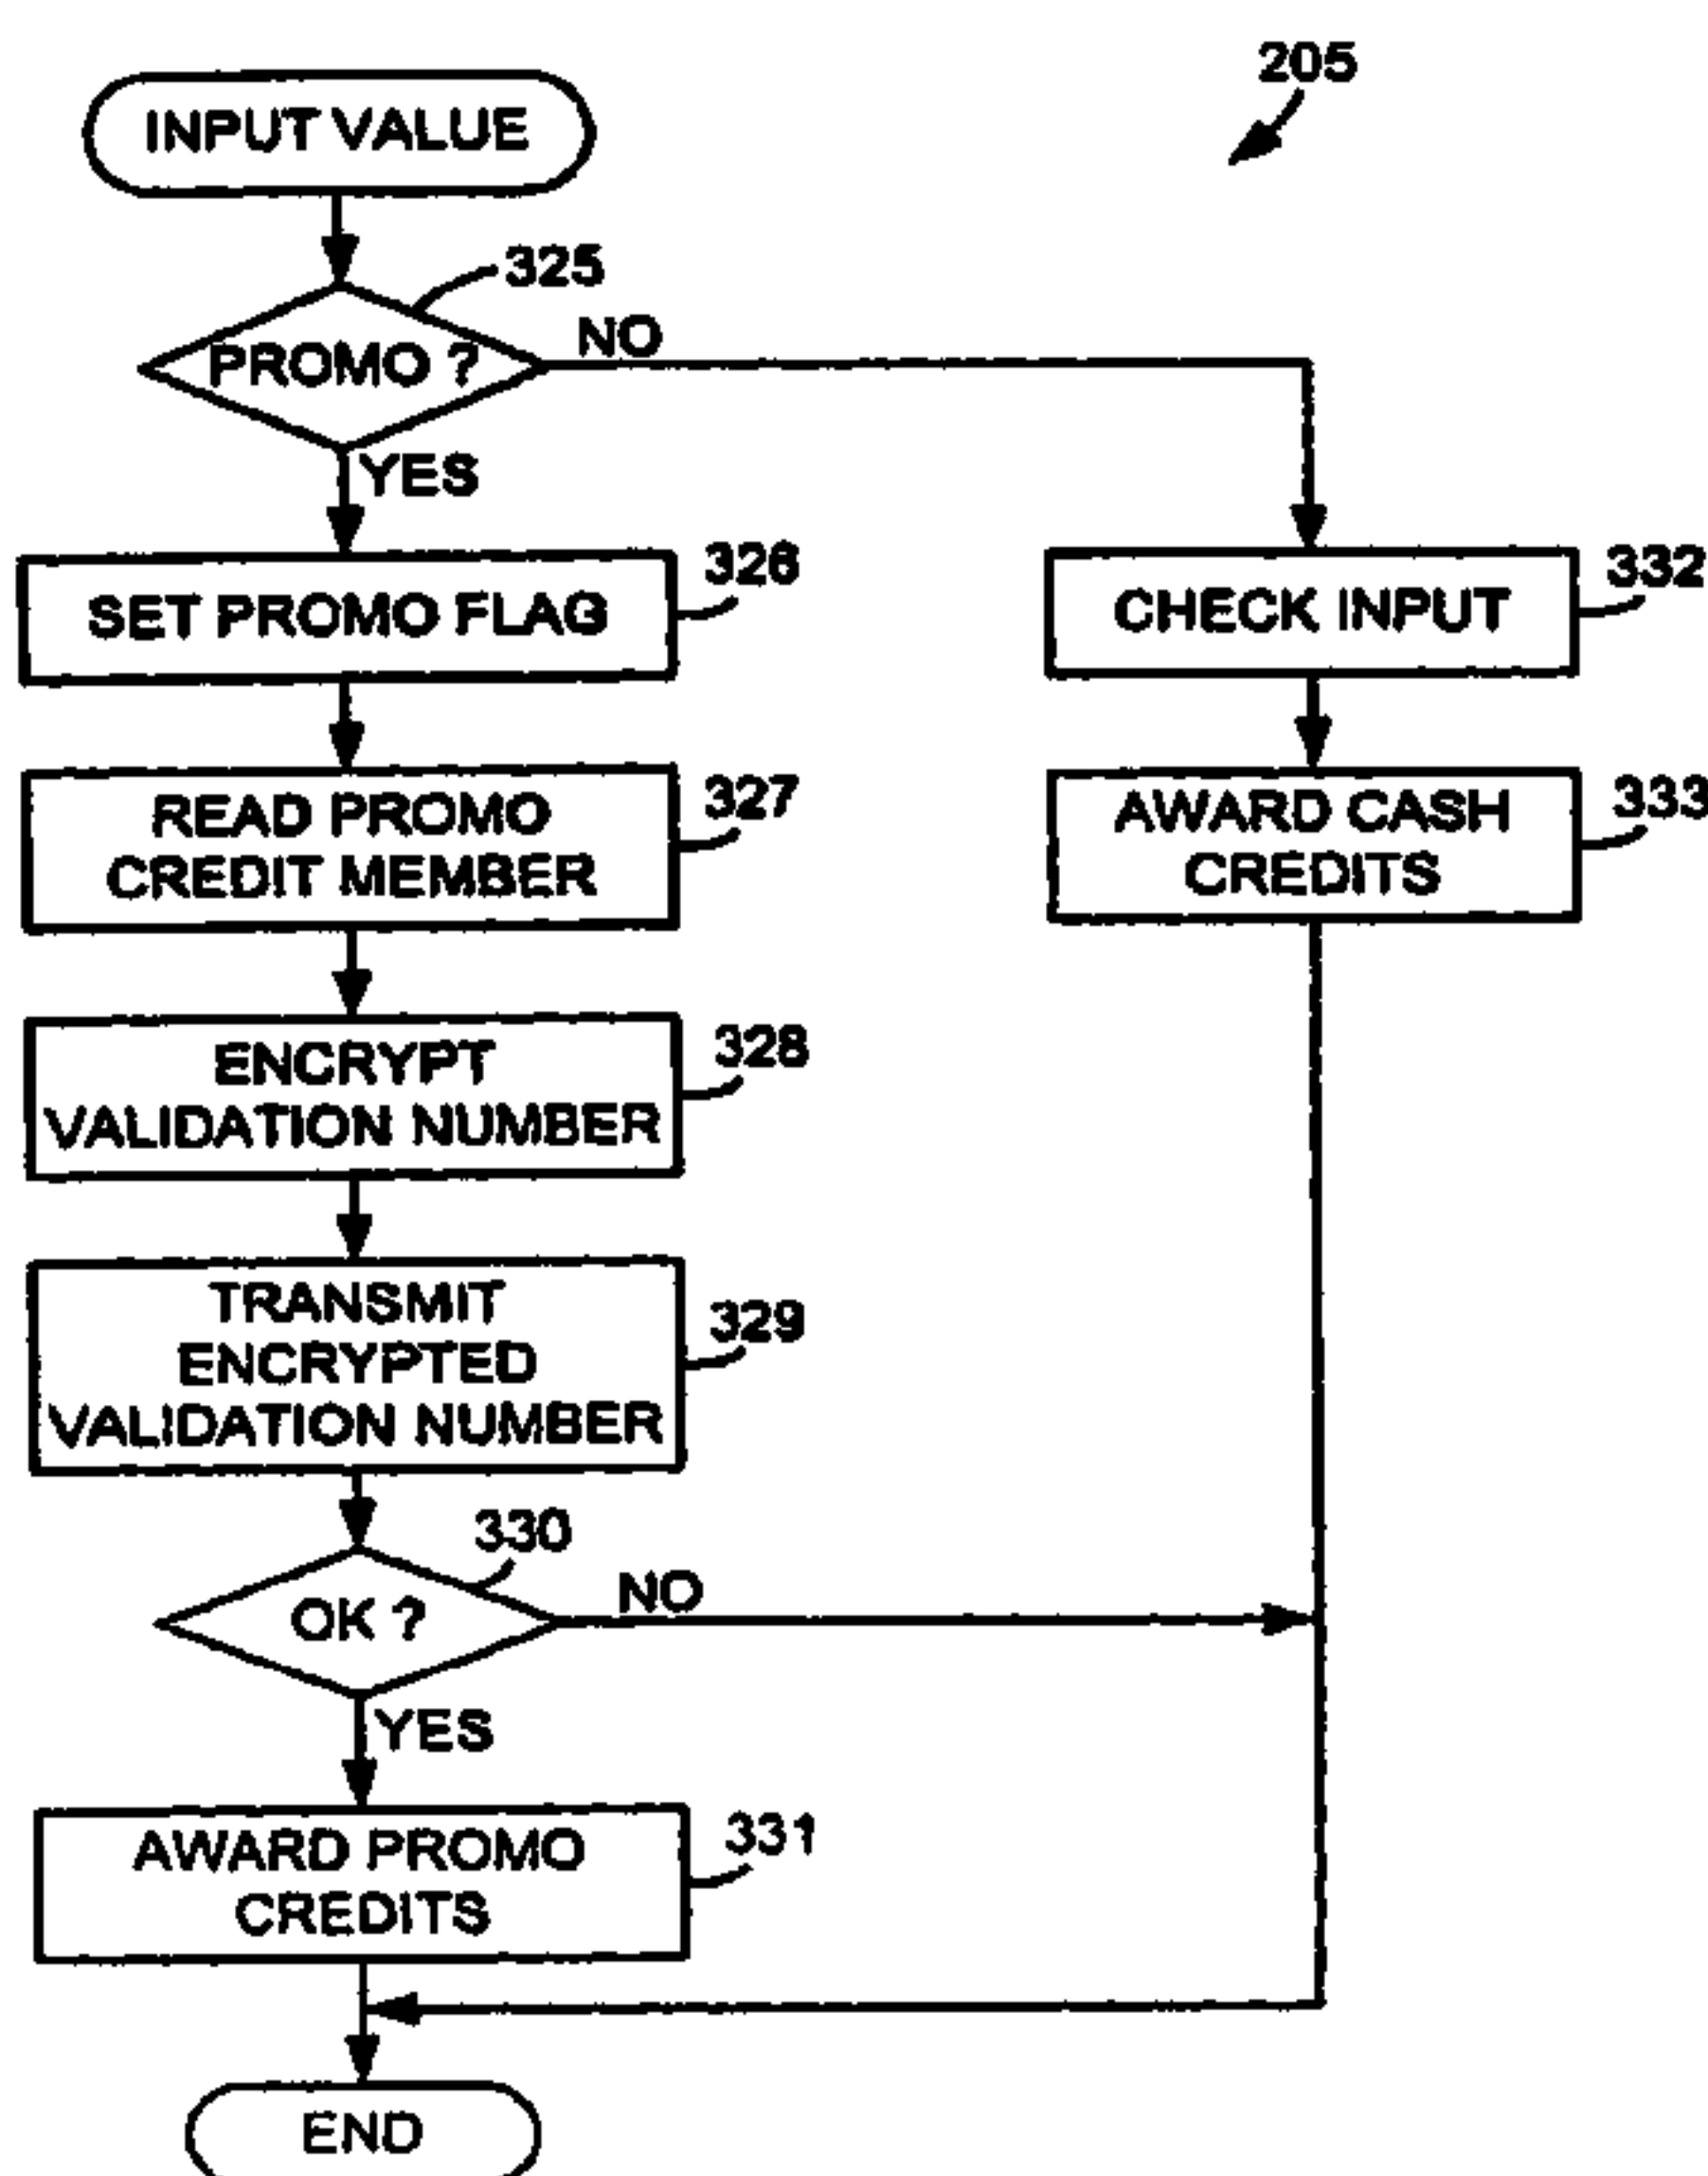 205
INPUT VALUE
325
PROMO ?
NO
YES
SET PROMO FLAG
326
CHECK INPUT
332
READ PROMO
CREDIT MEMBER
327
AWARD CASH
CREDITS
333
ENCRYPT
VALIDATION NUMBER
328
TRANSMIT
ENCRYPTED
VALIDATION NUMBER
329
330
OK ?
NO
YES
AWARD PROMO
CREDITS
331
END